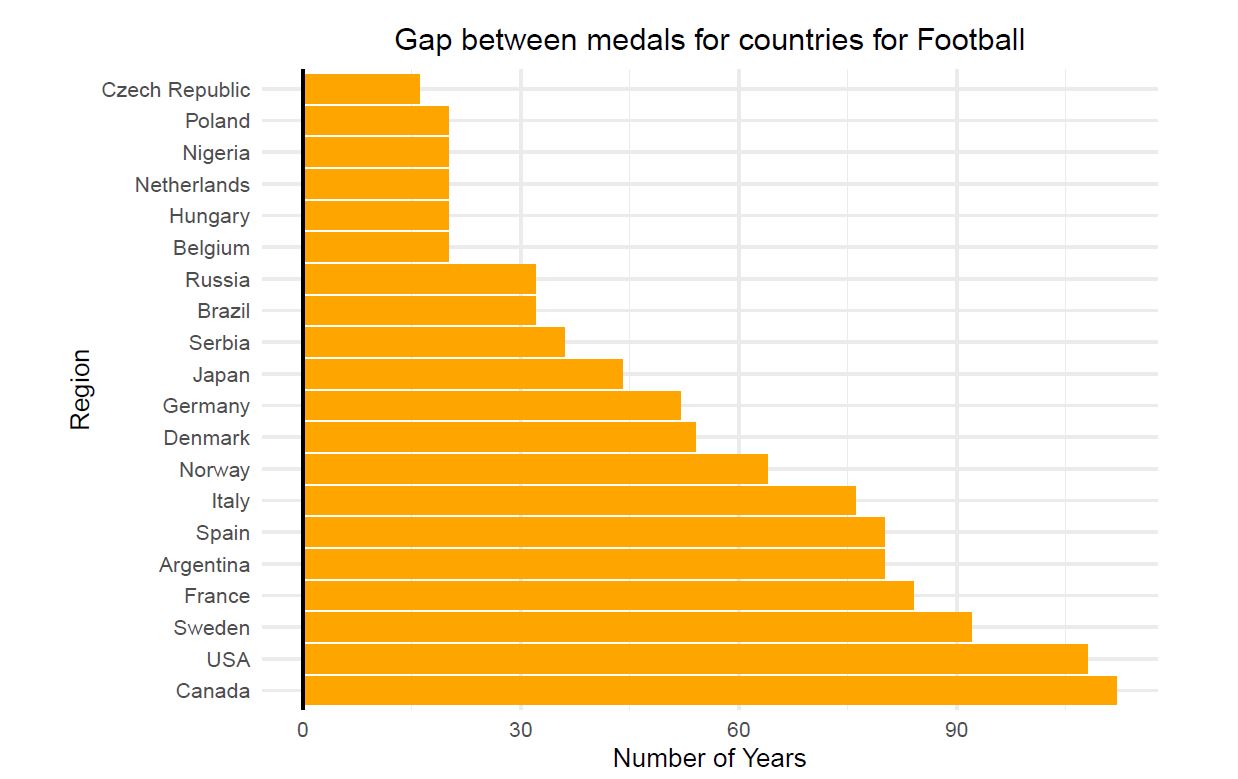 Gap between medals for countries for Football
Czech Republic
Poland
Nigeria
Netherlands
Hungary
Belgium
Russia
Brazil
Serbia
Japan
Germany
Denmark
Norway
Italy
Spain
Argentina
France
Sweden
USA
Canada
Region
0 30 60 90
Number of Years